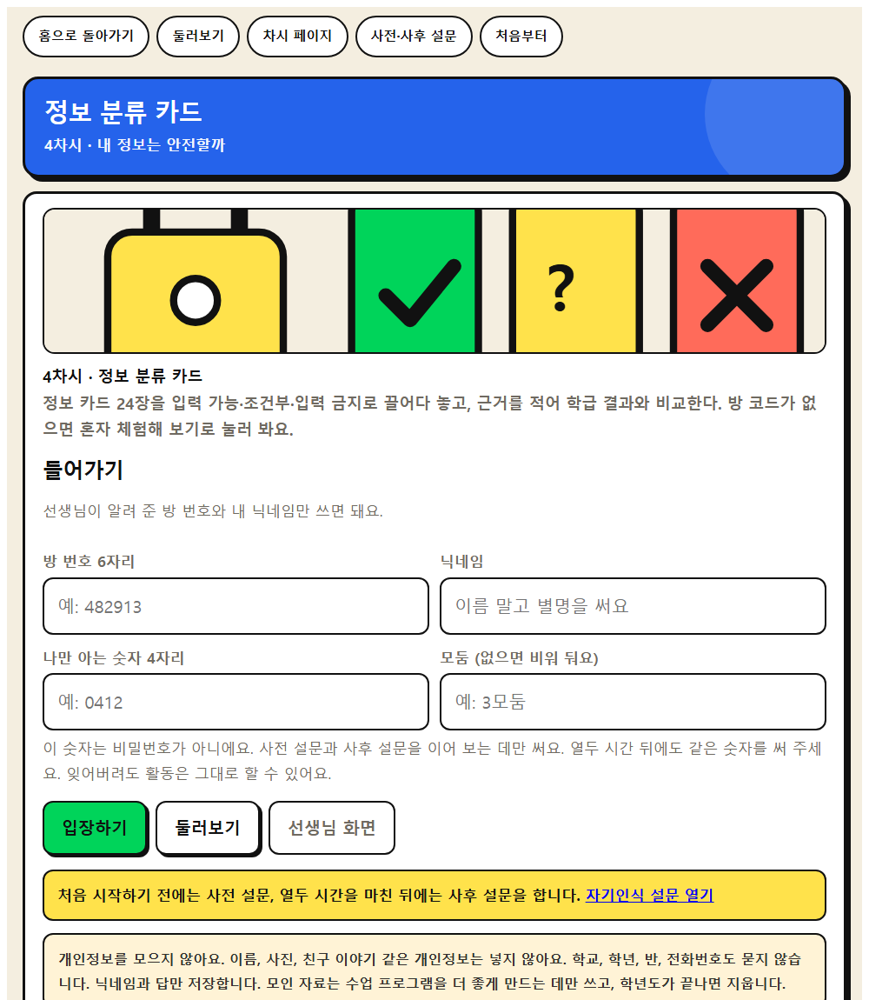 홈으로 돌아가기 둘러보기 차시 페이지 사전·사후 설문 처음부터
정보 분류 카드
4차시 · 내 정보는 안전할까
?
4차시 · 정보 분류 카드
정보 카드 24장을 입력 가능·조건부·입력 금지로 끌어다 놓고, 근거를 적어 학급 결과와 비교한다. 방 코드가 없
으면 혼자 체험해 보기로 눌러 봐요.
들어가기
선생님이 알려 준 방 번호와 내 닉네임만 쓰면 돼요.
방 번호 6자리 닉네임
예: 482913 이름 말고 별명을 써요
나만 아는 숫자 4자리 모둠 (없으면 비워 둬요)
예: 0412 예: 3모둠
이 숫자는 비밀번호가 아니에요. 사전 설문과 사후 설문을 이어 보는 데만 써요. 열두 시간 뒤에도 같은 숫자를 써 주세
요. 잊어버려도 활동은 그대로 할 수 있어요.
입장하기 둘러보기 선생님 화면
처음 시작하기 전에는 사전 설문, 열두 시간을 마친 뒤에는 사후 설문을 합니다. 자기인식 설문 열기
개인정보를 모으지 않아요. 이름, 사진, 친구 이야기 같은 개인정보는 넣지 않아요. 학교, 학년, 반, 전화번호도 묻지 않습
니다. 닉네임과 답만 저장합니다. 모인 자료는 수업 프로그램을 더 좋게 만드는 데만 쓰고, 학년도가 끝나면 지웁니다.